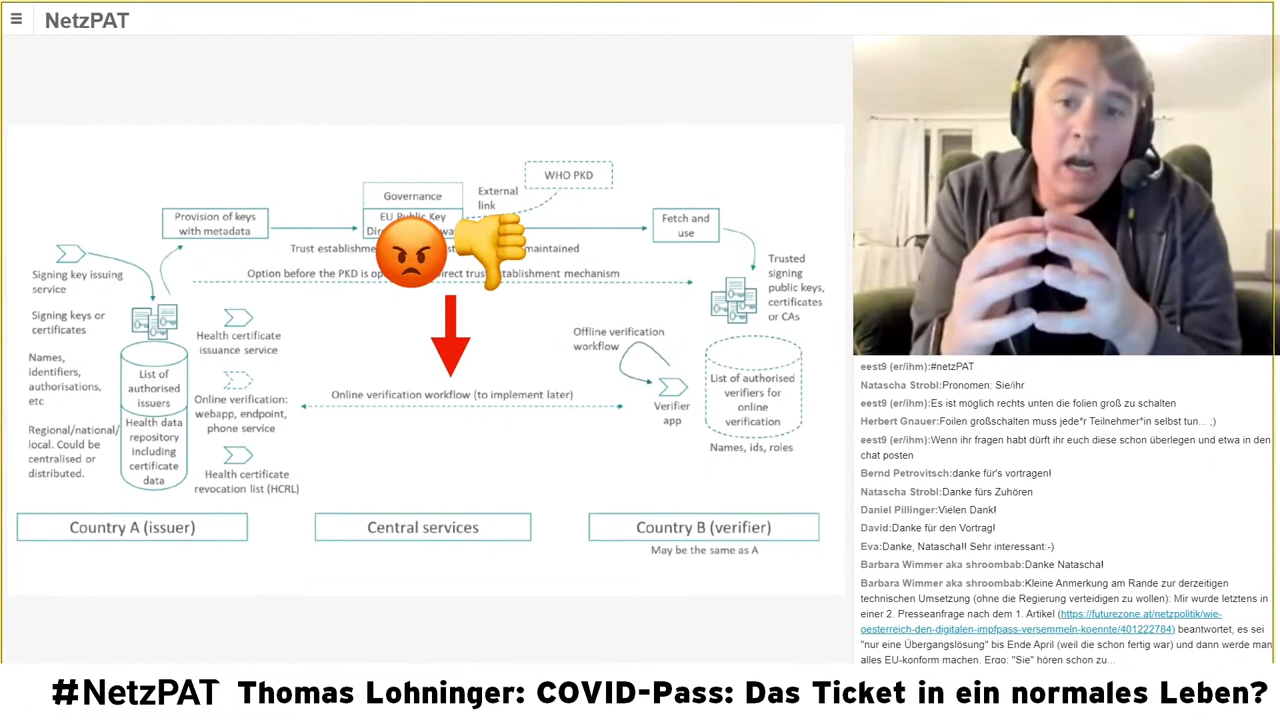 NetzPAT
WHO PKD
Governance
External
link
Provision of keys
with metadata
EU Public Key
Fetch and
use
Trust
maintained
Option before the PKD is
establishment mechanism
Signing key issuing
service
Signing keys or
certificates
Names,
identifiers,
authorisations,
etc
Regional/national/
local. Could be
centralised or
distributed.
List of
authorised
issuers
Health data
repository
including
certificate
data
Health certificate
issuance service
Online verification:
webapp, endpoint,
phone service
Health certificate
revocation list (HCRL)
Online verification workflow (to implement later)
Offline verification
workflow
Verifier
app
Trusted
signing
public keys,
certificates
or CAs
List of authorised
verifiers for
online
verification
Names, ids, roles
Country A (issuer)
Central services
Country B (verifier)
May be the same as A
eest9 (er/ihm):#netzPAT
Natascha Strobl:Pronomen: Sie/ihr
eest9 (er/ihm):Es ist möglich rechts unten die folien groß zu schalten
Herbert Gnauer:Foilen großschalten muss jede*r Teilnehmer*in selbst tun... ;)
eest9 (er/ihm):Wenn ihr fragen habt dürft ihr euch diese schon überlegen und etwa in den
chat posten
Bernd Petrovitsch:danke für's vortragen!
Natascha Strobl:Danke fürs Zuhören
Daniel Pillinger:Vielen Dank!
David:Danke für den Vortrag!
Eva:Danke, Natascha!! Sehr interessant:-)
Barbara Wimmer aka shroombab:Danke Natascha!
Barbara Wimmer aka shroombab:Kleine Anmerkung am Rande zur derzeitigen
technischen Umsetzung (ohne die Regierung verteidigen zu wollen): Mir wurde letztens in
einer 2. Presseanfrage nach dem 1. Artikel (https://futurezone.at/netzpolitik/wie-
oesterreich-den-digitalen-impfpass-versemmeln-koennte/401222784) beantwortet, es sei
"nur eine Übergangslösung" bis Ende April (weil die schon fertig war) und dann werde man
alles EU-konform machen. Ergo: "Sie" hören schon zu...
#NetzPAT Thomas Lohninger: COVID-Pass: Das Ticket in ein normales Leben?